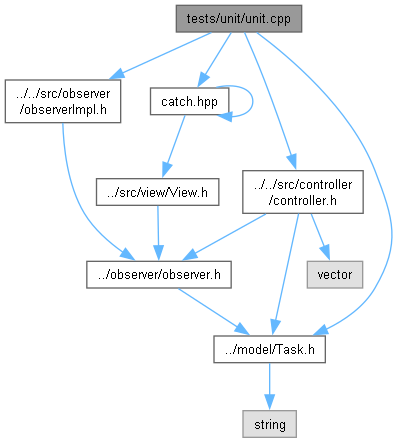 tests/unit/unit.cpp
../../src/observer
/observerImpl.h
catch.hpp
../src/view/View.h
../../src/controller
/controller.h
../observer/observer.h
vector
../model/Task.h
string